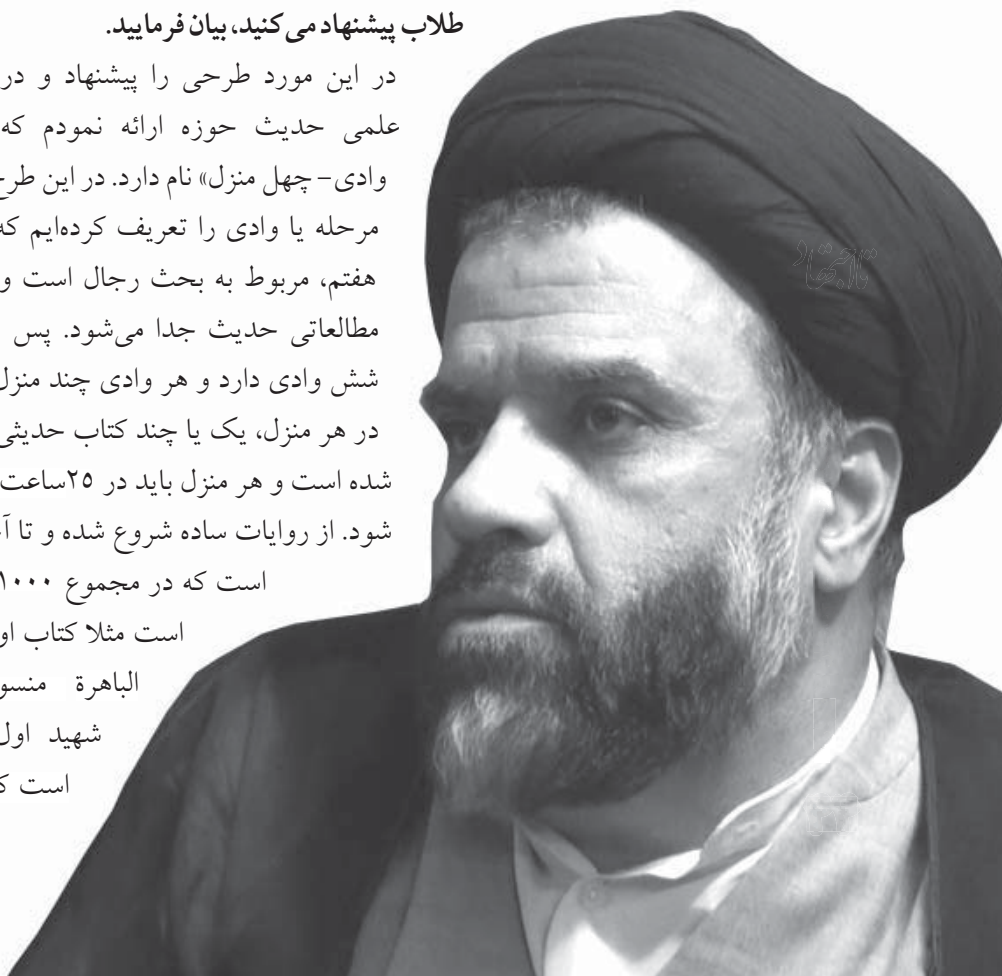 طلاب پیشنهاد می‌کنید، بیان فرمایید.
در این مورد طرحی را پیشنهاد و در
علمی حدیث حوزه ارائه نمودم که
وادی- چهل منزل» نام دارد. در این طرح
مرحله یا وادی را تعریف کرده‌ایم که
هفتم، مربوط به بحث رجال است و
مطالعاتی حدیث جدا می‌شود. پس
شش وادی دارد و هر وادی چند منزل
در هر منزل، یک یا چند کتاب حدیثی
شده است و هر منزل باید در ۲۵ساعت
شود. از روایات ساده شروع شده و تا
است که در مجموع ۱۰۰۰
است مثلا کتاب
الباهرة
شهید اول
است